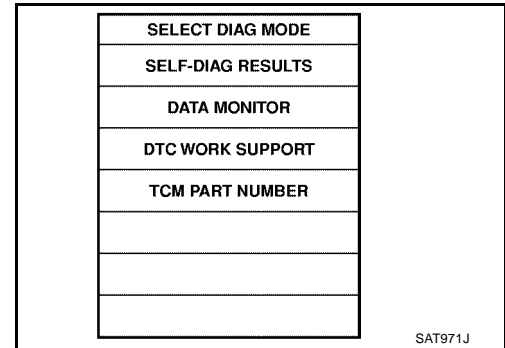 SELECT DIAG MODE
SELF-DIAG RESULTS
DATA MONITOR
DTC WORK SUPPORT
TCM PART NUMBER
SAT971J